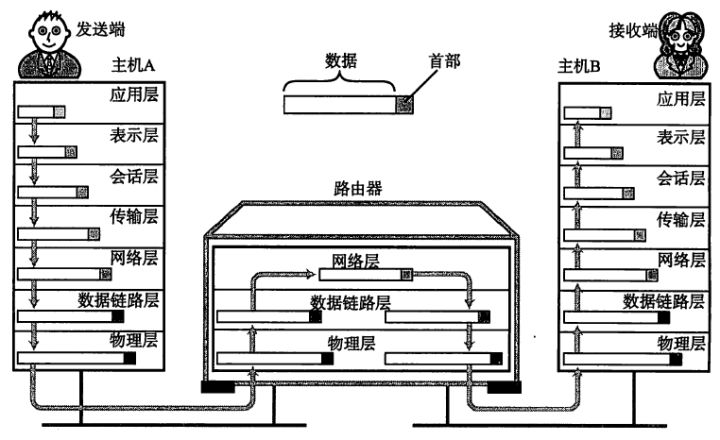 发送端
主机A
应用层
表示层
会话层
传输层
网络层
数据链路层
物理层
数据
首部
路由器
网络层
数据链路层
物理层
接收端
主机B
应用层
表示层
会话层
传输层
网络层
数据链路层
物理层